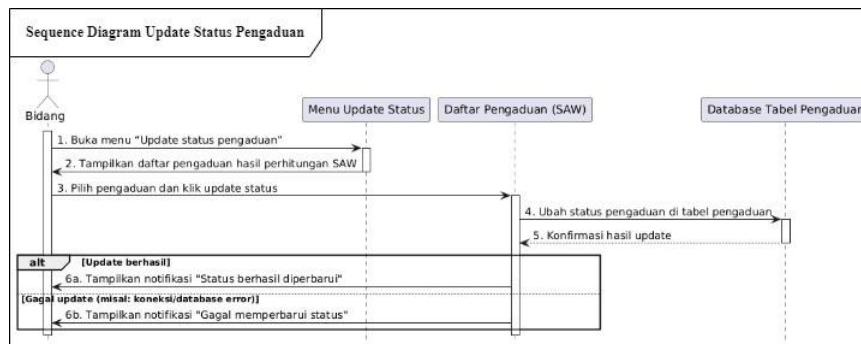 Sequence Diagram Update Status Pengaduan
Bidang
Menu Update Status
Daftar Pengaduan (SAW)
Database Tabel Pengaduan
1. Buka menu "Update status pengaduan"
2. Tampilkan daftar pengaduan hasil perhitungan SAW
3. Pilih pengaduan dan klik update status
4. Ubah status pengaduan di tabel pengaduan
5. Konfirmasi hasil update
alt [Update berhasil]
6a. Tampilkan notifikasi "Status berhasil diperbarui"
[Gagal update (misal: koneksi/database error)]
6b. Tampilkan notifikasi "Gagal memperbarui status"